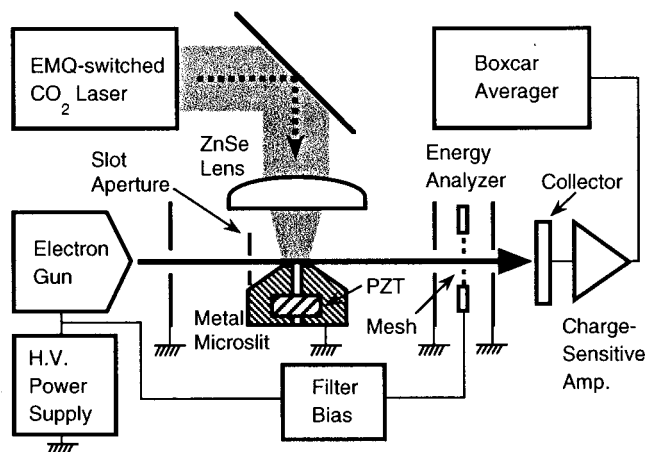 EMQ-switched
CO2 Laser
Boxcar
Averager
ZnSe
Lens
Slot
Aperture
Energy
Analyzer
Collector
Electron
Gun
PZT
Metal
Microslit
Mesh
Charge-
Sensitive
Amp.
H.V.
Power
Supply
Filter
Bias